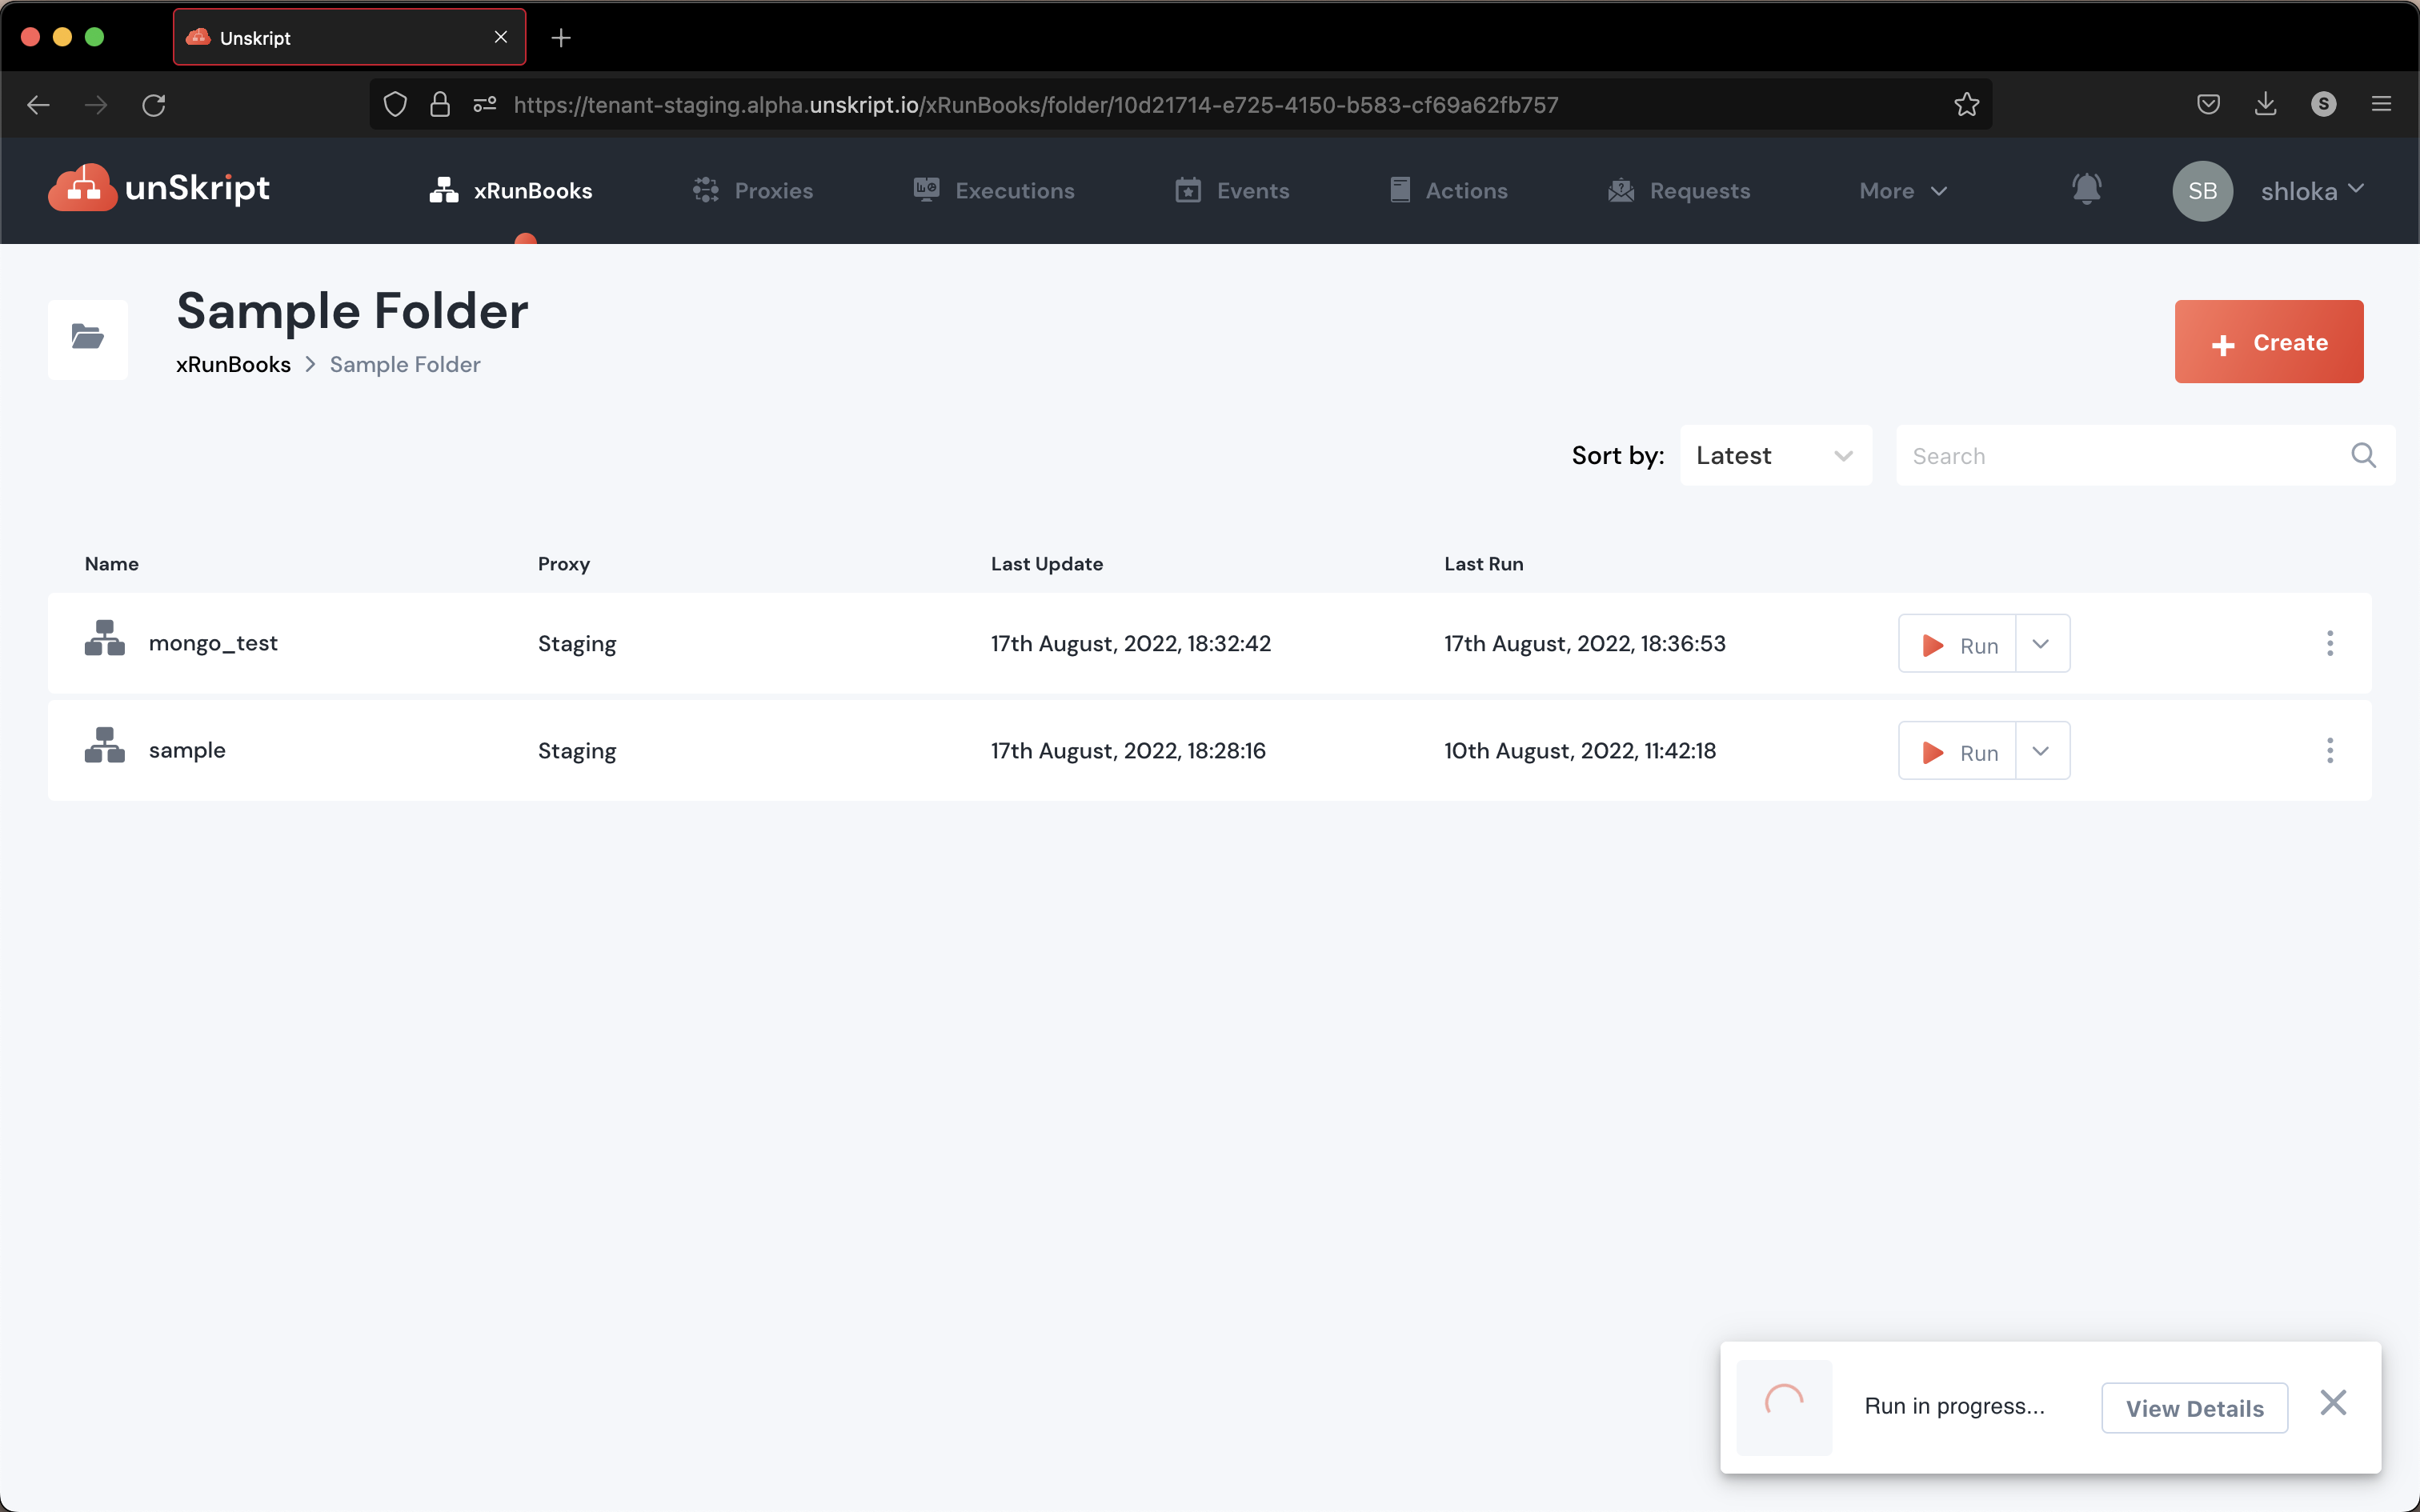 Unskript
https://tenant-staging.alpha.unskript.io/xRunBooks/folder/10d21714-e725-4150-b583-cf69a62fb757
S
unSkript xRunBooks Proxies Executions Events Actions Requests More SB shloka
Sample Folder
xRunBooks > Sample Folder
+ Create
Sort by: Latest Search
Name Proxy Last Update Last Run
mongo_test Staging 17th August, 2022, 18:32:42 17th August, 2022, 18:36:53 Run
sample Staging 17th August, 2022, 18:28:16 10th August, 2022, 11:42:18 Run
Run in progress... View Details